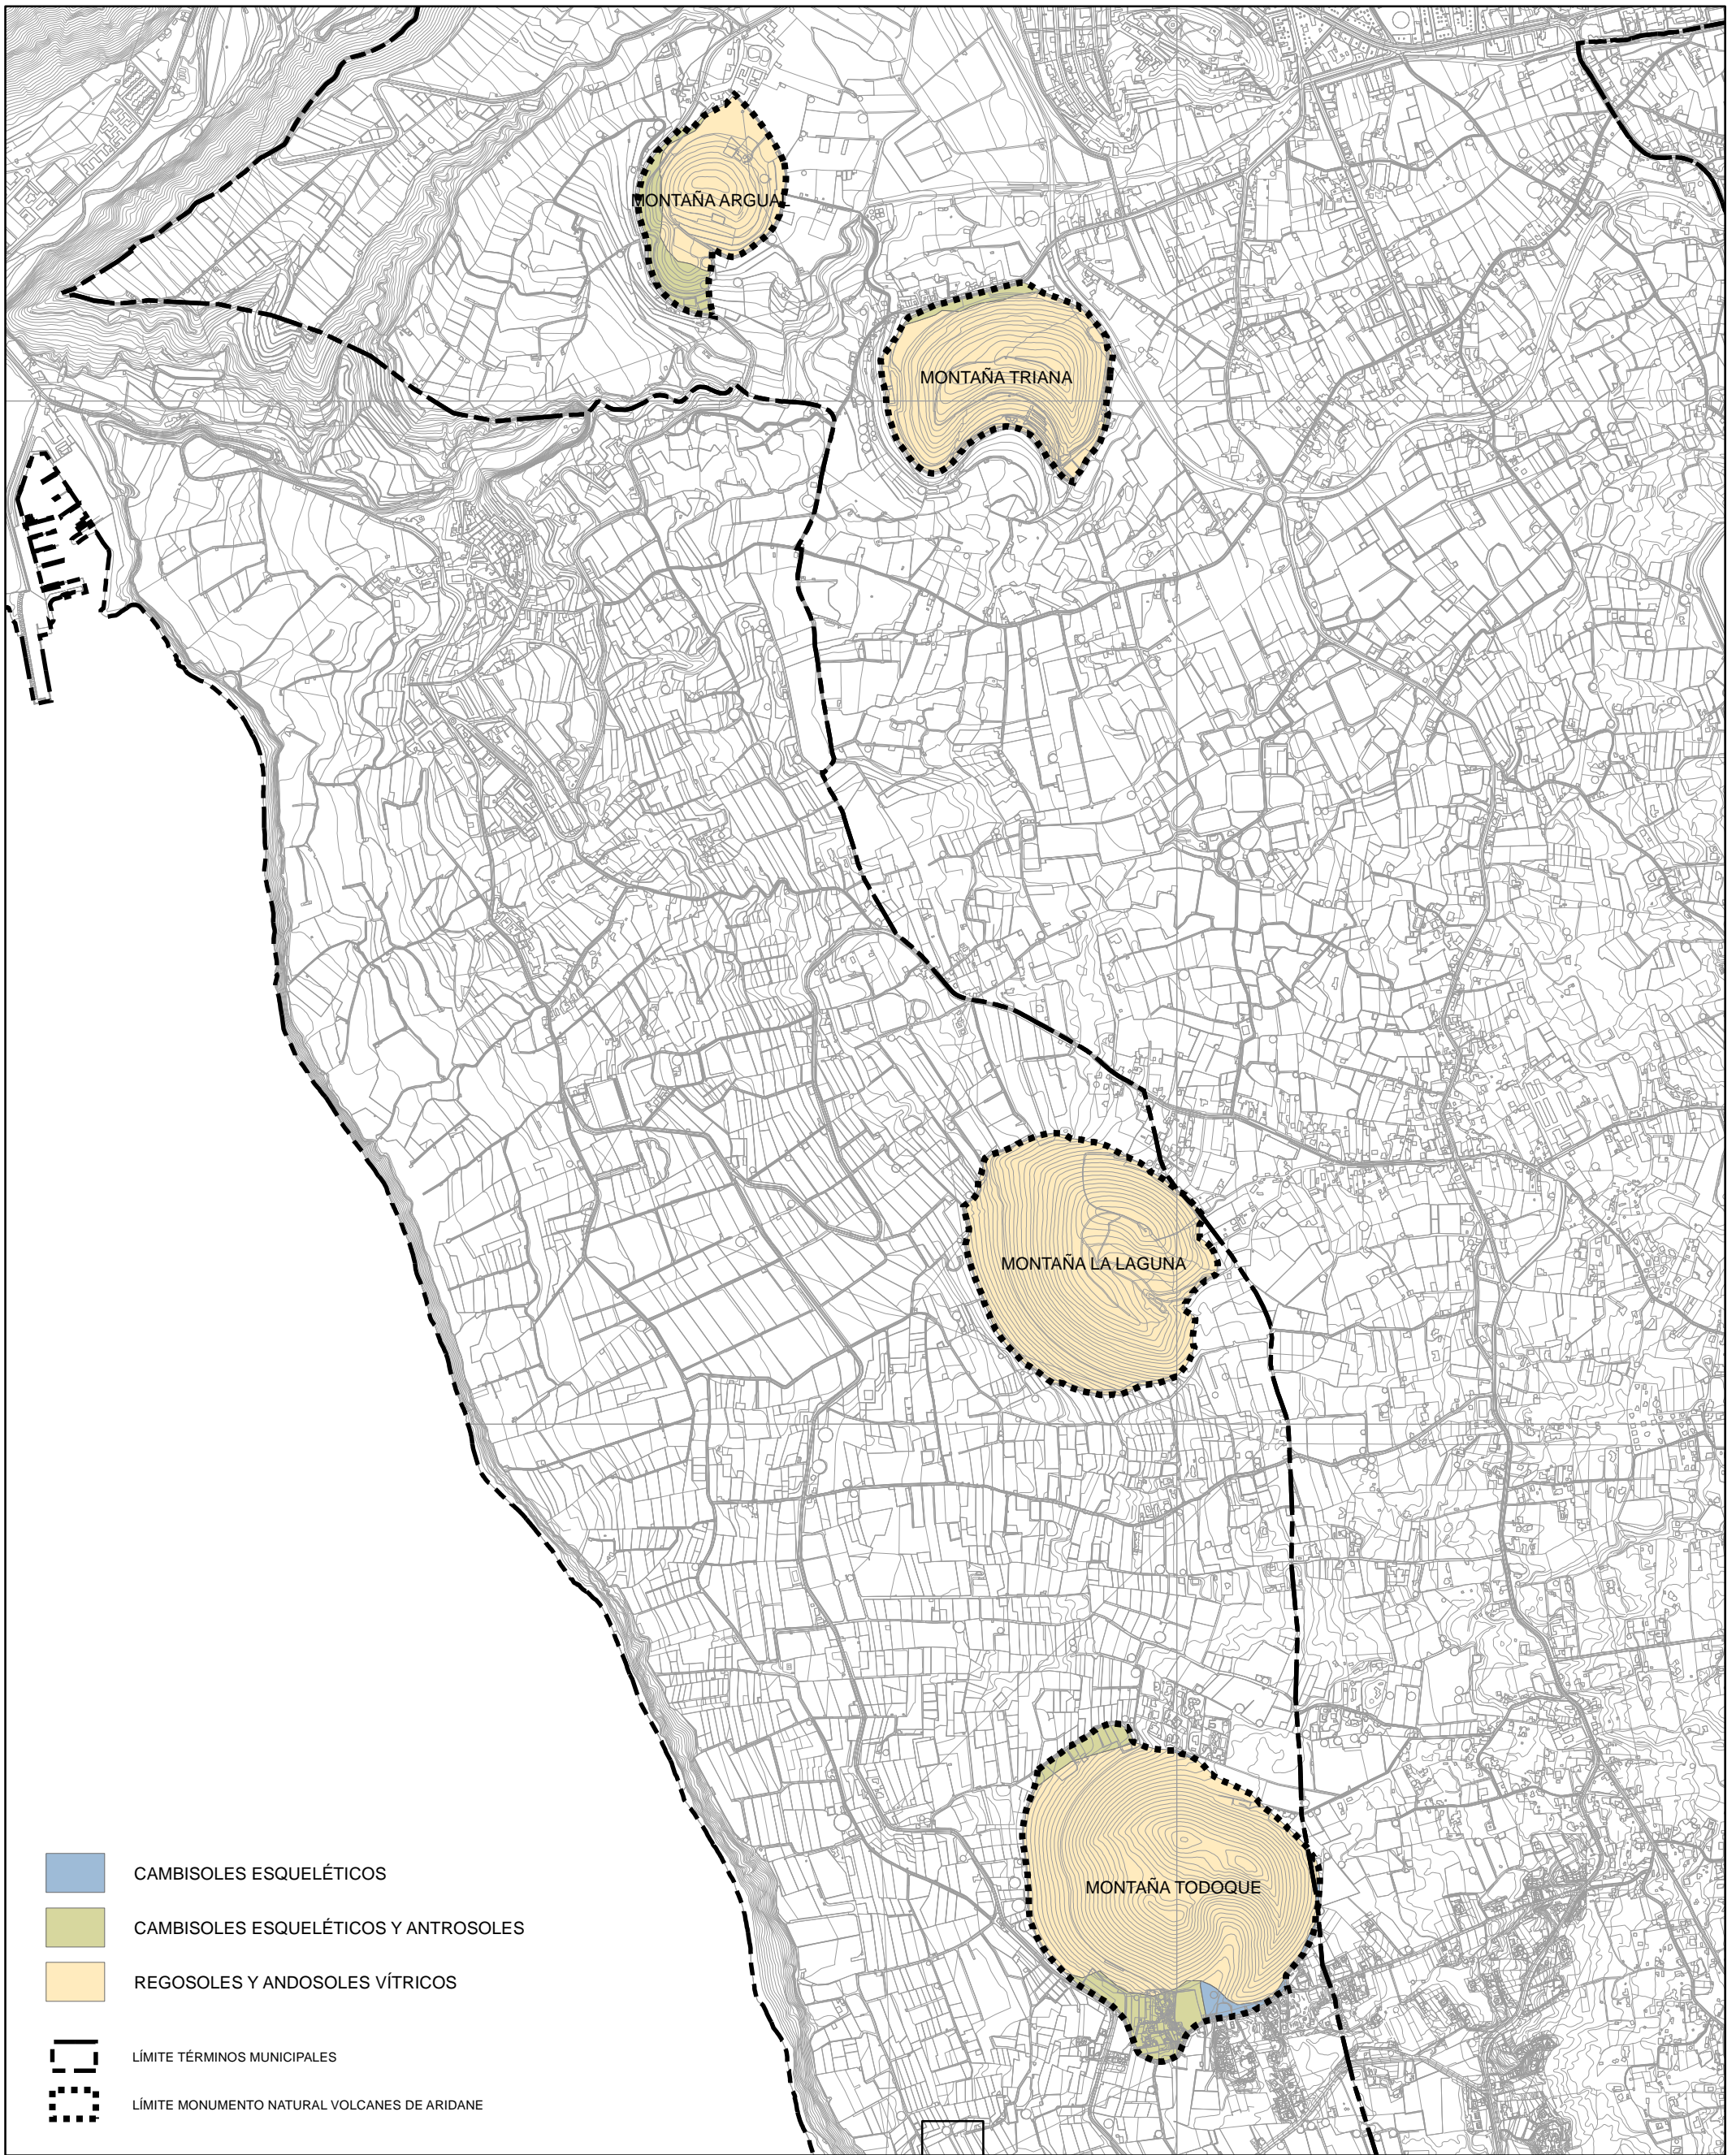 MONTAÑA ARGUAL
MONTAÑA TRIANA
MONTAÑA LA LAGUNA
MONTAÑA TODOQUE
CAMBISOLES ESQUELÉTICOS
CAMBISOLES ESQUELÉTICOS Y ANTROSOLES
REGOSOLES Y ANDOSOLES VÍTRICOS
LÍMITE TÉRMINOS MUNICIPALES
LÍMITE MONUMENTO NATURAL VOLCANES DE ARIDANE